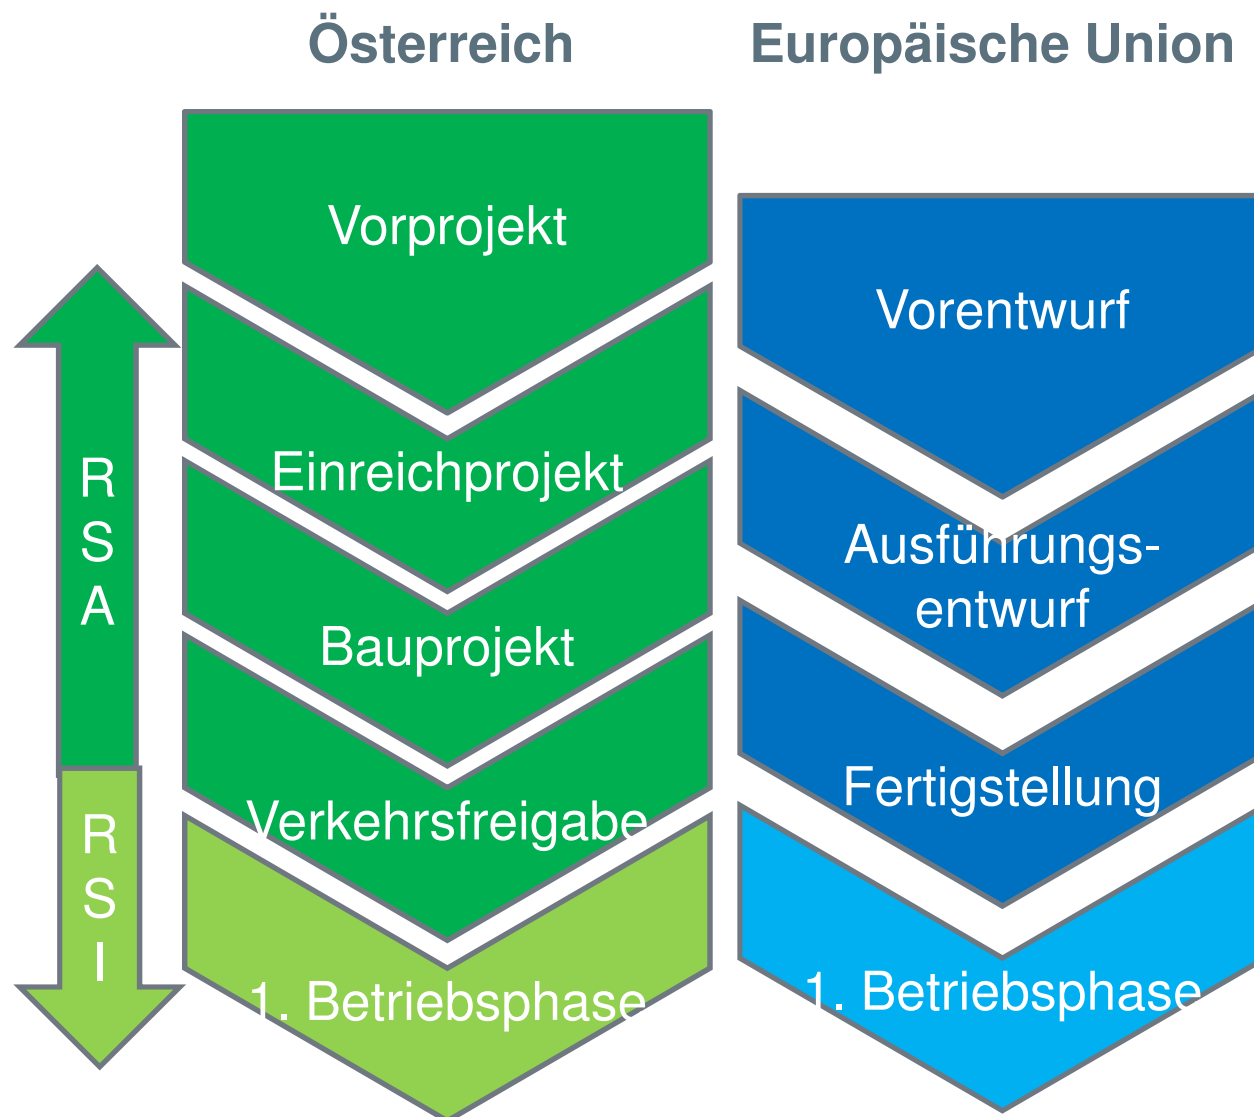 Österreich
Europäische Union
Vorprojekt
Einreichprojekt
Bauprojekt
Verkehrsfreigabe
1. Betriebsphase
Vorentwurf
Ausführungs-
entwurf
Fertigstellung
1. Betriebsphase
R
S
A
R
S
I